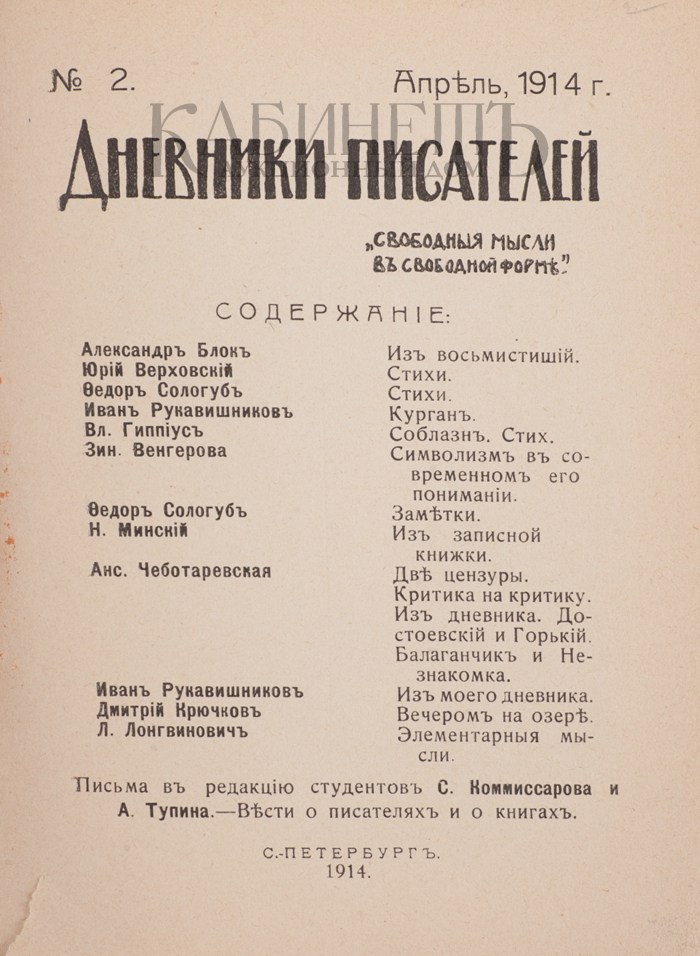 № 2.
Апрѣль, 1914 г.
КАБИНЕТЪ
АУКЦИОННЫЙ ДОМ
ДНЕВНИКИ ПИСАТЕЛЕЙ
„СВОБОДНЫЯ МЫСЛИ
ВЪ СВОБОДНОЙ ФОРМѢ."
СОДЕРЖАНІЕ:
Александръ Блокъ Изъ восьмистишій.
Юрій Верховскій Стихи.
Ѳедоръ Сологубъ Стихи.
Иванъ Рукавишниковъ Курганъ.
Вл. Гиппіусъ Соблазнъ. Стих.
Зин. Венгерова Символизмъ въ со-
временномъ его
пониманіи.
Ѳедоръ Сологубъ Замѣтки.
Н. Минскій Изъ записной
книжки.
Анс. Чеботаревская Двѣ цензуры.
Критика на критику.
Изъ дневника. До-
стоевскій и Горькій.
Балаганчикъ и Не-
знакомка.
Иванъ Рукавишниковъ Изъ моего дневника.
Дмитрій Крючковъ Вечеромъ на озерѣ.
Л. Лонгвиновичъ Элементарныя мы-
сли.
Письма въ редакцію студентовъ С. Коммиссарова и
А. Тупина.—Вѣсти о писателяхъ и о книгахъ.
С.-ПЕТЕРБУРГЪ.
1914.